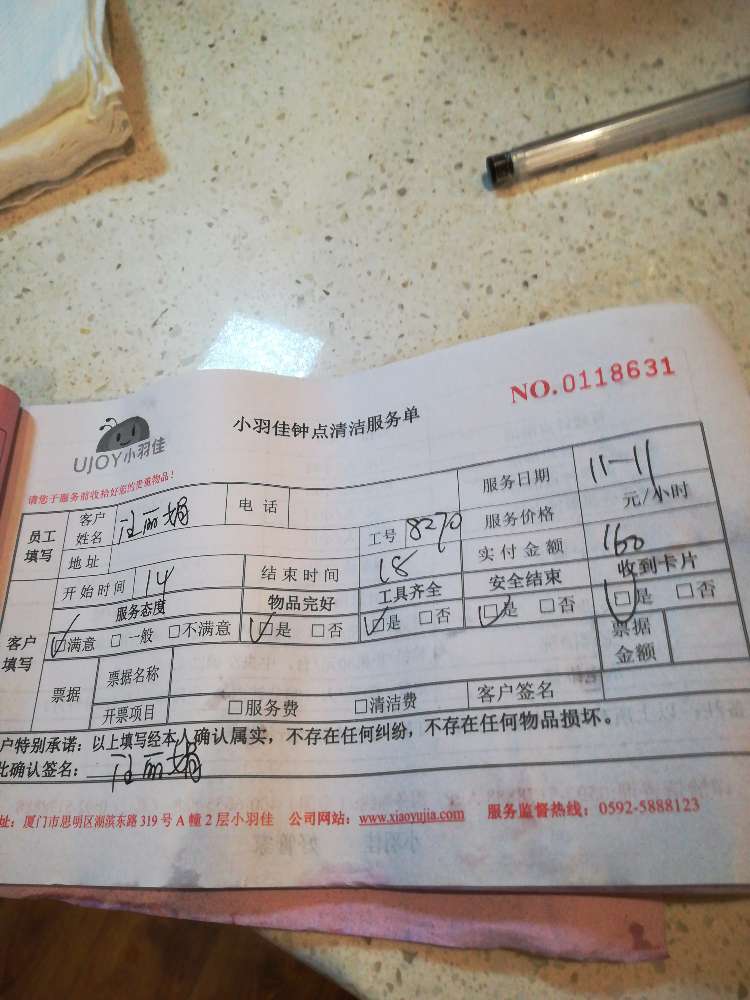 NO.0118631
小羽佳钟点清洁服务单
UJOY小羽佳
请您于服务前收拾好您的贵重物品！
员工填写 客户姓名 汪丽娟 电话 服务日期 11-11
地址 工号 8270 服务价格 元/小时
开始时间 14 结束时间 18 实付金额 160
客户填写 服务态度 物品完好 工具齐全 安全结束 收到卡片
□满意 □一般 □不满意 □是 □否 □是 □否 □是 □否 □是 □否
票据 票据名称 票据金额
开票项目 □服务费 □清洁费 客户签名
户特别承诺：以上填写经本人确认属实，不存在任何纠纷，不存在任何物品损坏。
此确认签名：汪丽娟
址：厦门市思明区湖滨东路319号A幢2层小羽佳 公司网站：www.xiaoyujia.com 服务监督热线：0592-5888123